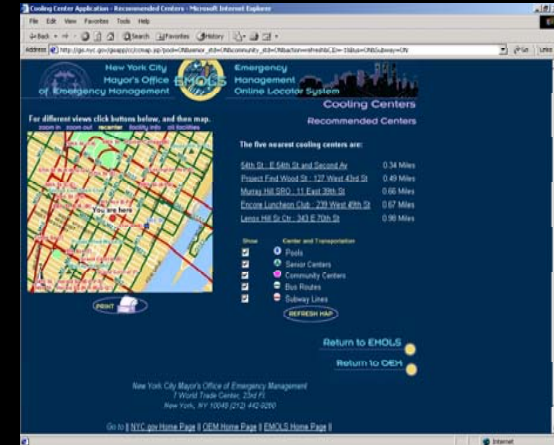 Cooling Center Application - Recommended Centers - Microsoft Internet Explorer
File Edit View Favorites Tools Help
Back Search Favorites History
Address
Go Links
New York City
Mayor's Office
of Emergency Management
EMOLS
Emergency
Management
Online Locator System
Cooling Centers
Recommended Centers
For different views click buttons below, and then map.
zoom in zoom out recenter facility info all facilities
You are here
PRINT
The five nearest cooling centers are:
54th St : E 54th St and Second Av 0.34 Miles
Project Find Wood St : 127 West 43rd St 0.49 Miles
Murray Hill SRO : 11 East 39th St 0.66 Miles
Encore Luncheon Club : 239 West 49th St 0.67 Miles
Lenox Hill Sr Ctr : 343 E 70th St 0.98 Miles
Show Center and Transportation
Pools
Senior Centers
Community Centers
Bus Routes
Subway Lines
REFRESH MAP
Return to EMOLS
Return to OEM
New York City Mayor's Office of Emergency Management
7 World Trade Center, 23rd Fl.
New York, NY 10048 (212) 442-9260
Go to || NYC.gov Home Page || OEM Home Page || EMOLS Home Page ||
Internet